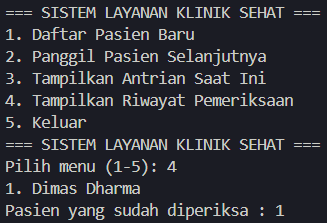 === SISTEM LAYANAN KLINIK SEHAT ===
1. Daftar Pasien Baru
2. Panggil Pasien Selanjutnya
3. Tampilkan Antrian Saat Ini
4. Tampilkan Riwayat Pemeriksaan
5. Keluar
=== SISTEM LAYANAN KLINIK SEHAT ===
Pilih menu (1-5): 4
1. Dimas Dharma
Pasien yang sudah diperiksa : 1